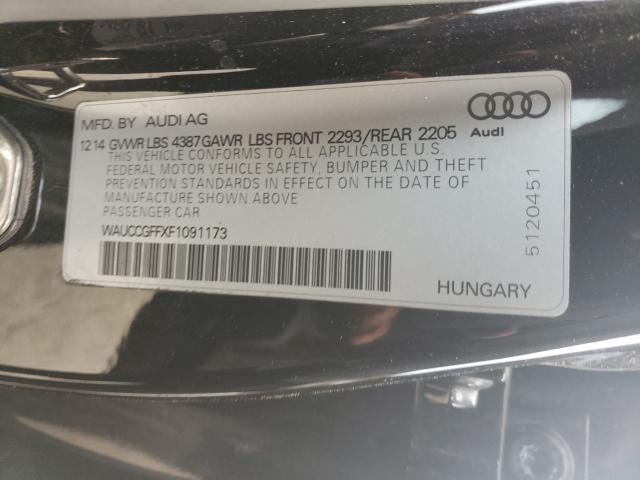 MFD. BY AUDI AG
Audi
12 14 GVWR LBS 4387 GAWR LBS FRONT 2293/REAR 2205
THIS VEHICLE CONFORMS TO ALL APPLICABLE U.S.
FEDERAL MOTOR VEHICLE SAFETY, BUMPER AND THEFT
PREVENTION STANDARDS IN EFFECT ON THE DATE OF
MANUFACTURE SHOWN ABOVE
PASSENGER CAR
WAUCCGFFXF1091173
HUNGARY
5120451